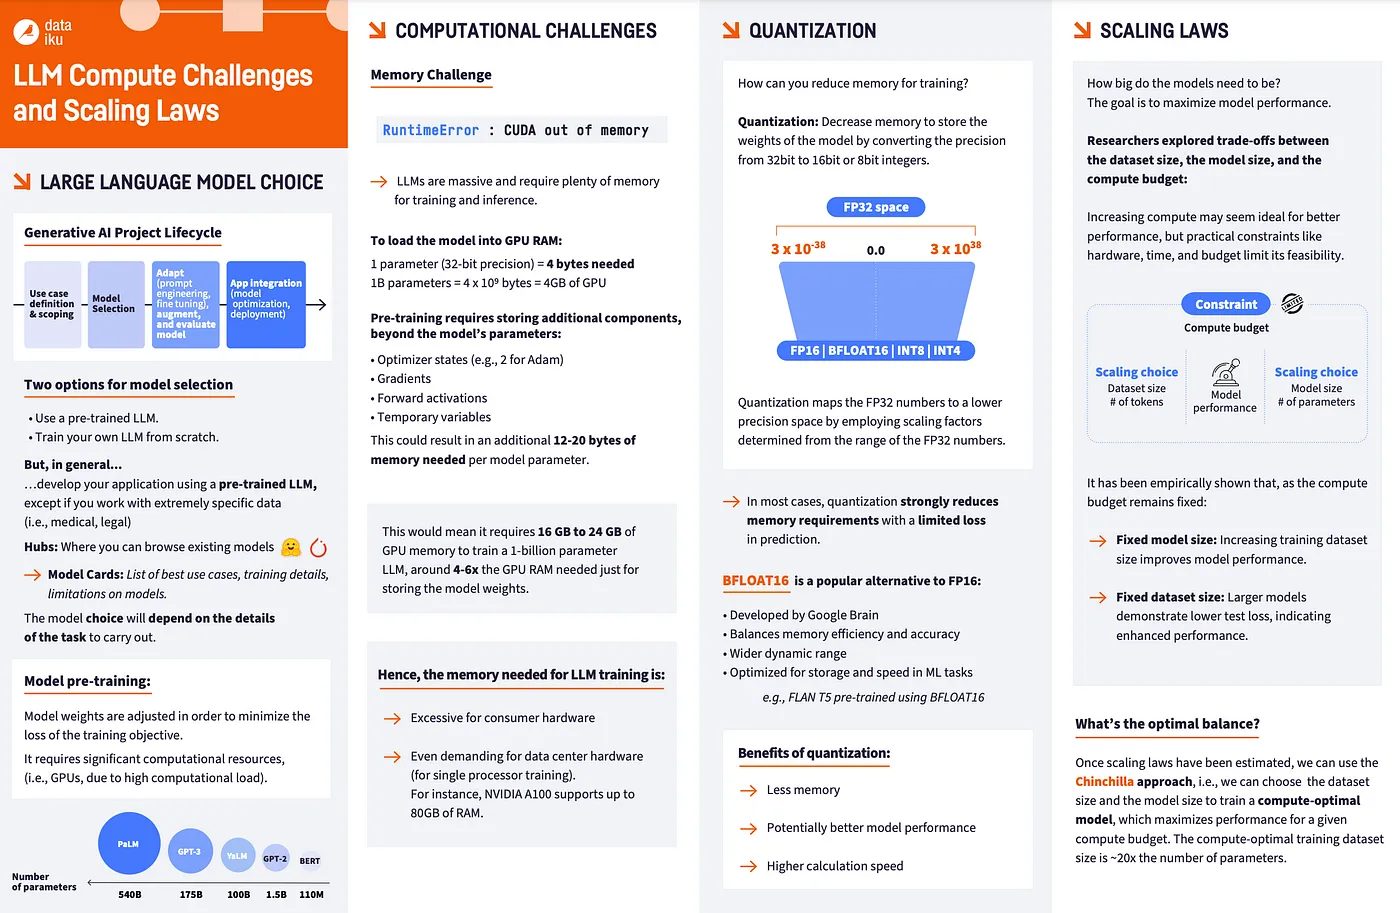 data
iku
LLM Compute Challenges
and Scaling Laws
LARGE LANGUAGE MODEL CHOICE
Generative AI Project Lifecycle
Use case
definition
& scoping
Model
Selection
Adapt
(prompt
engineering,
fine tuning),
augment,
and evaluate
model
App integration
(model
optimization,
deployment)
Two options for model selection
• Use a pre-trained LLM.
• Train your own LLM from scratch.
But, in general...
...develop your application using a pre-trained LLM,
except if you work with extremely specific data
(i.e., medical, legal)
Hubs: Where you can browse existing models
Model Cards: List of best use cases, training details,
limitations on models.
The model choice will depend on the details
of the task to carry out.
Model pre-training:
Model weights are adjusted in order to minimize the
loss of the training objective.
It requires significant computational resources,
(i.e., GPUs, due to high computational load).
PaLM
GPT-3
YaLM
GPT-2
BERT
Number
of parameters
540B
175B
100B
1.5B
110M
COMPUTATIONAL CHALLENGES
Memory Challenge
RuntimeError : CUDA out of memory
LLMs are massive and require plenty of memory
for training and inference.
To load the model into GPU RAM:
1 parameter (32-bit precision) = 4 bytes needed
1B parameters = 4 x 10⁹ bytes = 4GB of GPU
Pre-training requires storing additional components,
beyond the model's parameters:
• Optimizer states (e.g., 2 for Adam)
• Gradients
• Forward activations
• Temporary variables
This could result in an additional 12-20 bytes of
memory needed per model parameter.
This would mean it requires 16 GB to 24 GB of
GPU memory to train a 1-billion parameter
LLM, around 4-6x the GPU RAM needed just for
storing the model weights.
Hence, the memory needed for LLM training is:
Excessive for consumer hardware
Even demanding for data center hardware
(for single processor training).
For instance, NVIDIA A100 supports up to
80GB of RAM.
QUANTIZATION
How can you reduce memory for training?
Quantization: Decrease memory to store the
weights of the model by converting the precision
from 32bit to 16bit or 8bit integers.
FP32 space
3 x 10⁻³⁸
0.0
3 x 10³⁸
FP16 | BFLOAT16 | INT8 | INT4
Quantization maps the FP32 numbers to a lower
precision space by employing scaling factors
determined from the range of the FP32 numbers.
In most cases, quantization strongly reduces
memory requirements with a limited loss
in prediction.
BFLOAT16 is a popular alternative to FP16:
• Developed by Google Brain
• Balances memory efficiency and accuracy
• Wider dynamic range
• Optimized for storage and speed in ML tasks
e.g., FLAN T5 pre-trained using BFLOAT16
Benefits of quantization:
Less memory
Potentially better model performance
Higher calculation speed
SCALING LAWS
How big do the models need to be?
The goal is to maximize model performance.
Researchers explored trade-offs between
the dataset size, the model size, and the
compute budget:
Increasing compute may seem ideal for better
performance, but practical constraints like
hardware, time, and budget limit its feasibility.
Constraint
LIMITED
Compute budget
Scaling choice
Dataset size
# of tokens
Model
performance
Scaling choice
Model size
# of parameters
It has been empirically shown that, as the compute
budget remains fixed:
Fixed model size: Increasing training dataset
size improves model performance.
Fixed dataset size: Larger models
demonstrate lower test loss, indicating
enhanced performance.
What's the optimal balance?
Once scaling laws have been estimated, we can use the
Chinchilla approach, i.e., we can choose the dataset
size and the model size to train a compute-optimal
model, which maximizes performance for a given
compute budget. The compute-optimal training dataset
size is ~20x the number of parameters.